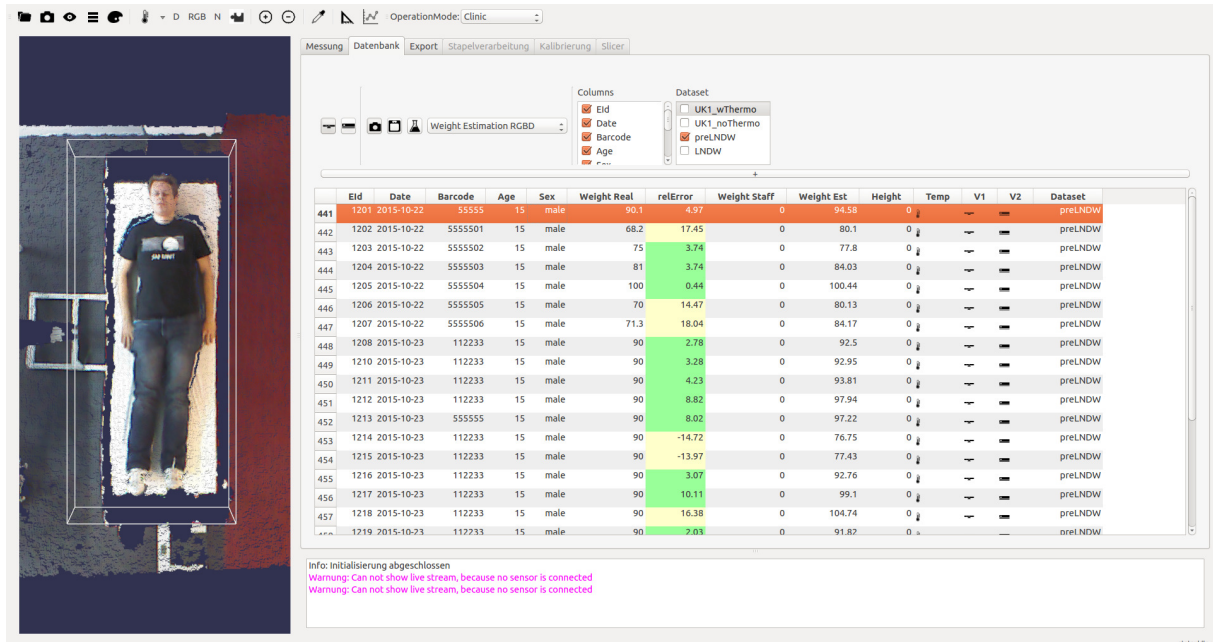 D RGB N OperationMode: Clinic
Messung Datenbank Export Stapelverarbeitung Kalibrierung Slicer
Columns Dataset
EId UK1_wThermo
Date UK1_noThermo
Barcode preLNDW
Age LNDW
Weight Estimation RGBD
+
EId Date Barcode Age Sex Weight Real relError Weight Staff Weight Est Height Temp V1 V2 Dataset
441 1201 2015-10-22 55555 15 male 90.1 4.97 0 94.58 0 preLNDW
442 1202 2015-10-22 5555501 15 male 68.2 17.45 0 80.1 0 preLNDW
443 1203 2015-10-22 5555502 15 male 75 3.74 0 77.8 0 preLNDW
444 1204 2015-10-22 5555503 15 male 81 3.74 0 84.03 0 preLNDW
445 1205 2015-10-22 5555504 15 male 100 0.44 0 100.44 0 preLNDW
446 1206 2015-10-22 5555505 15 male 70 14.47 0 80.13 0 preLNDW
447 1207 2015-10-22 5555506 15 male 71.3 18.04 0 84.17 0 preLNDW
448 1208 2015-10-23 112233 15 male 90 2.78 0 92.5 0 preLNDW
449 1210 2015-10-23 112233 15 male 90 3.28 0 92.95 0 preLNDW
450 1211 2015-10-23 112233 15 male 90 4.23 0 93.81 0 preLNDW
451 1212 2015-10-23 112233 15 male 90 8.82 0 97.94 0 preLNDW
452 1213 2015-10-23 555555 15 male 90 8.02 0 97.22 0 preLNDW
453 1214 2015-10-23 112233 15 male 90 -14.72 0 76.75 0 preLNDW
454 1215 2015-10-23 112233 15 male 90 -13.97 0 77.43 0 preLNDW
455 1216 2015-10-23 112233 15 male 90 3.07 0 92.76 0 preLNDW
456 1217 2015-10-23 112233 15 male 90 10.11 0 99.1 0 preLNDW
457 1218 2015-10-23 112233 15 male 90 16.38 0 104.74 0 preLNDW
1219 2015-10-23 112233 15 male 90 2.03 0 91.82 0 preLNDW
Info: Initialisierung abgeschlossen
Warnung: Can not show live stream, because no sensor is connected
Warnung: Can not show live stream, because no sensor is connected